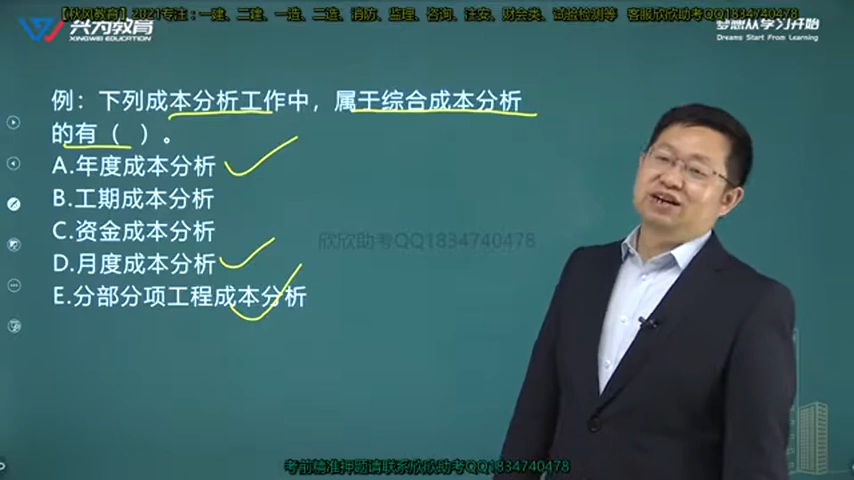 【秋风教育】2021专注：一建、二建、一造、二造、消防、监理、咨询、注安、财会类、试验检测等 客服欣欣助考QQ1834740478
兴为教育
XINGWEI EDUCATION
梦想从学习开始
Dreams Start From Learning
例：下列成本分析工作中，属于综合成本分析
的有（ ）。
A.年度成本分析
B.工期成本分析
C.资金成本分析
D.月度成本分析
E.分部分项工程成本分析
欣欣助考QQ1834740478
考前精准押题请联系欣欣助考QQ1834740478